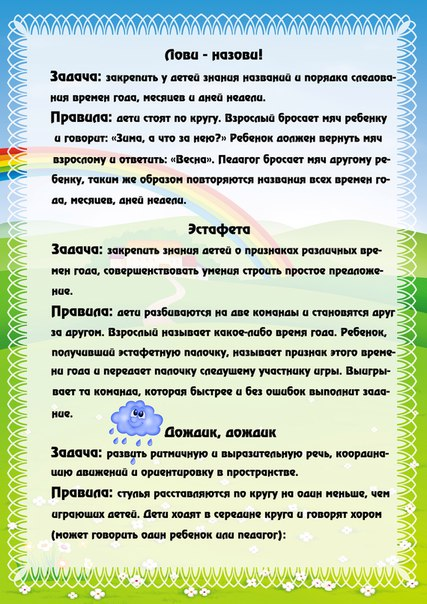 Лови - назови!
Задача: закрепить у детей знания названий и порядка следова-
ния времен года, месяцев и дней недели.
Правила: дети стоят по кругу. Взрослый бросает мяч ребенку
и говорит: «Зима, а что за нею?» Ребенок должен вернуть мяч
взрослому и ответить: «Весна». Педагог бросает мяч другому ре-
бенку, таким же образом повторяются названия всех времен го-
да, месяцев, дней недели.
Эстафета
Задача: закрепить знания детей о признаках различных вре-
мен года, совершенствовать умения строить простое предложе-
ние.
Правила: дети разбиваются на две команды и становятся друг
за другом. Взрослый называет какое-либо время года. Ребенок,
получивший эстафетную палочку, называет признак этого време-
ни года и передает палочку следущему участнику игры. Выигры-
вает та команда, которая быстрее и без ошибок выполнит зада-
ние.
Дождик, дождик
Задача: развить ритмичную и выразительную речь, координа-
цию движений и ориентировку в пространстве.
Правила: стулья расставляются по кругу на один меньше, чем
играющих детей. Дети ходят в середине круга и говорят хором
(может говорить один ребенок или педагог):